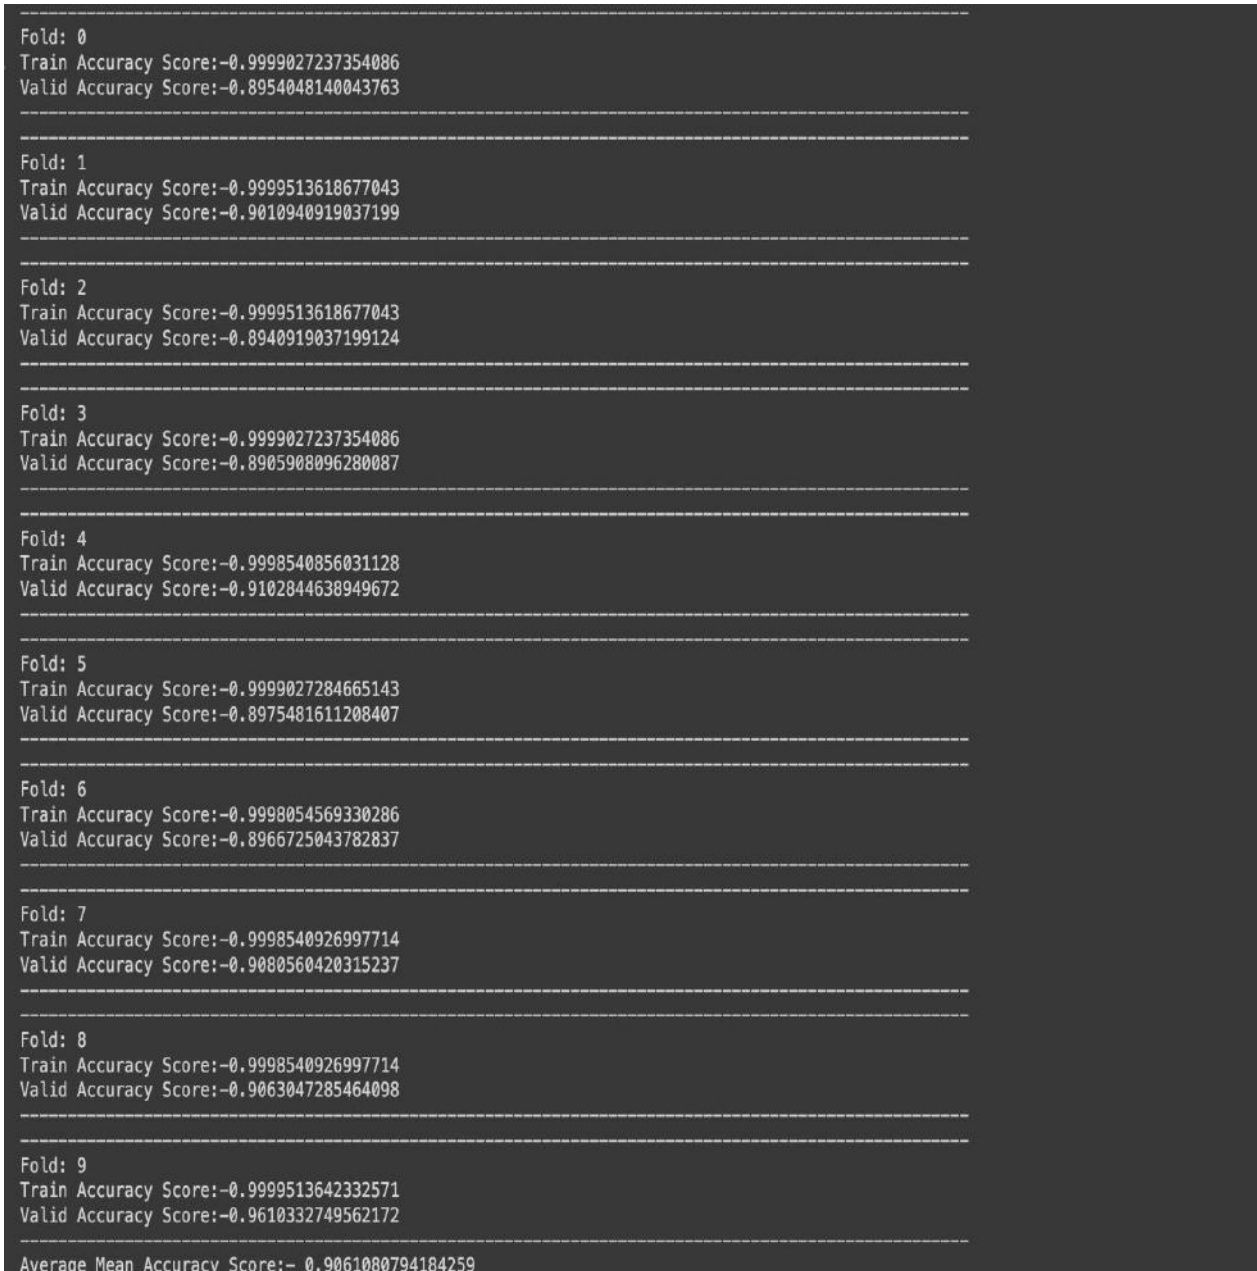 Fold: 0
Train Accuracy Score:-0.9999027237354086
Valid Accuracy Score:-0.8954048140043763
Fold: 1
Train Accuracy Score:-0.9999513618677043
Valid Accuracy Score:-0.9010940919037199
Fold: 2
Train Accuracy Score:-0.9999513618677043
Valid Accuracy Score:-0.8940919037199124
Fold: 3
Train Accuracy Score:-0.9999027237354086
Valid Accuracy Score:-0.8905908096280087
Fold: 4
Train Accuracy Score:-0.9998540856031128
Valid Accuracy Score:-0.9102844638949672
Fold: 5
Train Accuracy Score:-0.9999027284665143
Valid Accuracy Score:-0.8975481611208407
Fold: 6
Train Accuracy Score:-0.9998054569330286
Valid Accuracy Score:-0.8966725043782837
Fold: 7
Train Accuracy Score:-0.9998540926997714
Valid Accuracy Score:-0.9080560420315237
Fold: 8
Train Accuracy Score:-0.9998540926997714
Valid Accuracy Score:-0.9063047285464098
Fold: 9
Train Accuracy Score:-0.9999513642332571
Valid Accuracy Score:-0.9610332749562172
Average Mean Accuracy Score:- 0.9061080794184259